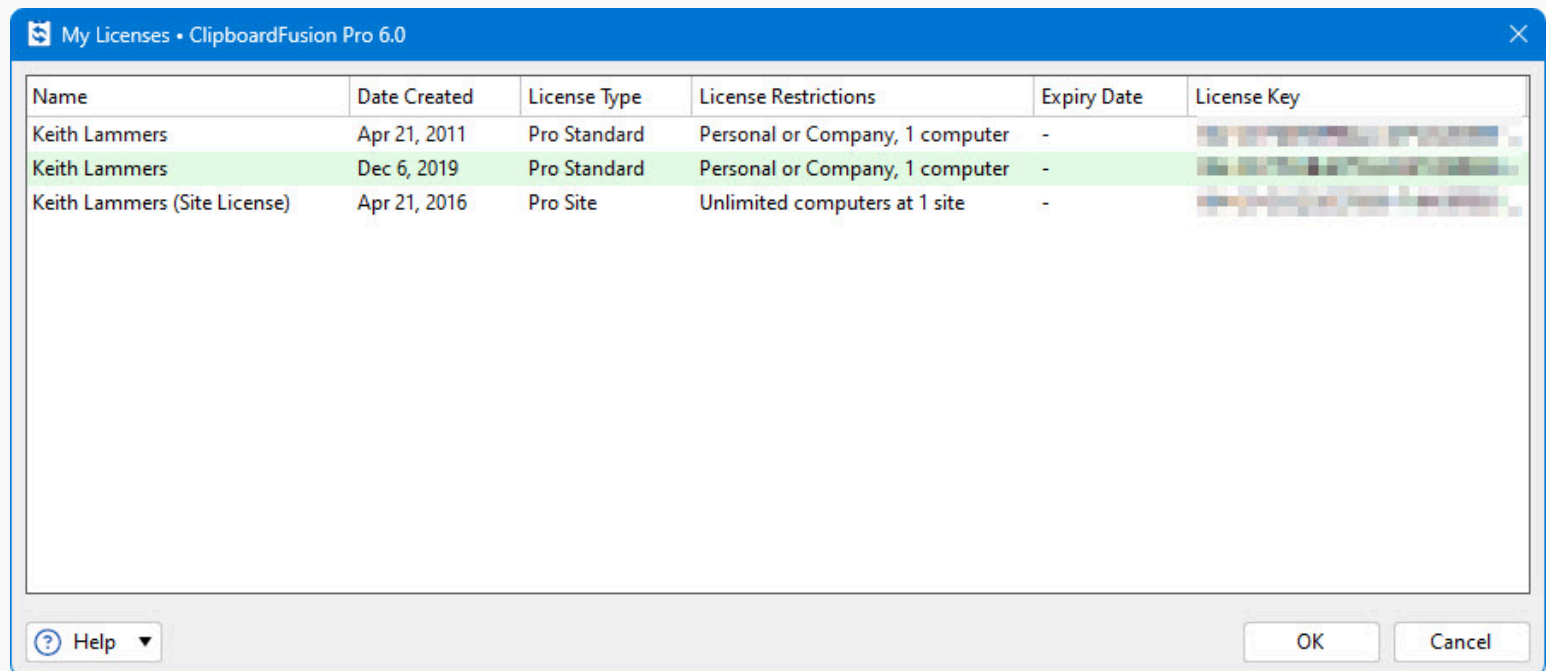 My Licenses • ClipboardFusion Pro 6.0
Name Date Created License Type License Restrictions Expiry Date License Key
Keith Lammers Apr 21, 2011 Pro Standard Personal or Company, 1 computer -
Keith Lammers Dec 6, 2019 Pro Standard Personal or Company, 1 computer -
Keith Lammers (Site License) Apr 21, 2016 Pro Site Unlimited computers at 1 site -
? Help OK Cancel